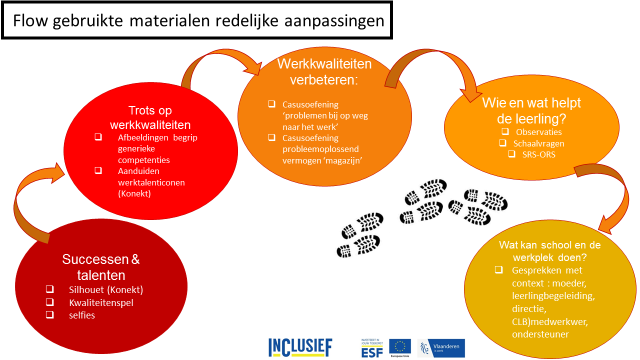 Flow gebruikte materialen redelijke aanpassingen
Successen &
talenten
Silhouet (Konekt)
Kwaliteitenspel
selfies
Trots op
werkkwaliteiten
Afbeeldingen begrip
generieke
competenties
Aanduiden
werktalenticonen
(Konekt)
Werkkwaliteiten
verbeteren:
Casusoefening
'problemen bij op weg
naar het werk'
Casusoefening
probleemoplossend
vermogen 'magazijn'
Wie en wat helpt
de leerling?
Observaties
Schaalvragen
SRS-ORS
Wat kan school en de
werkplek doen?
Gesprekken met
context : moeder,
leerlingbegeleiding,
directie,
CLB)medwerkwer,
ondersteuner
INCLUSIEF
ESF
Vlaanderen